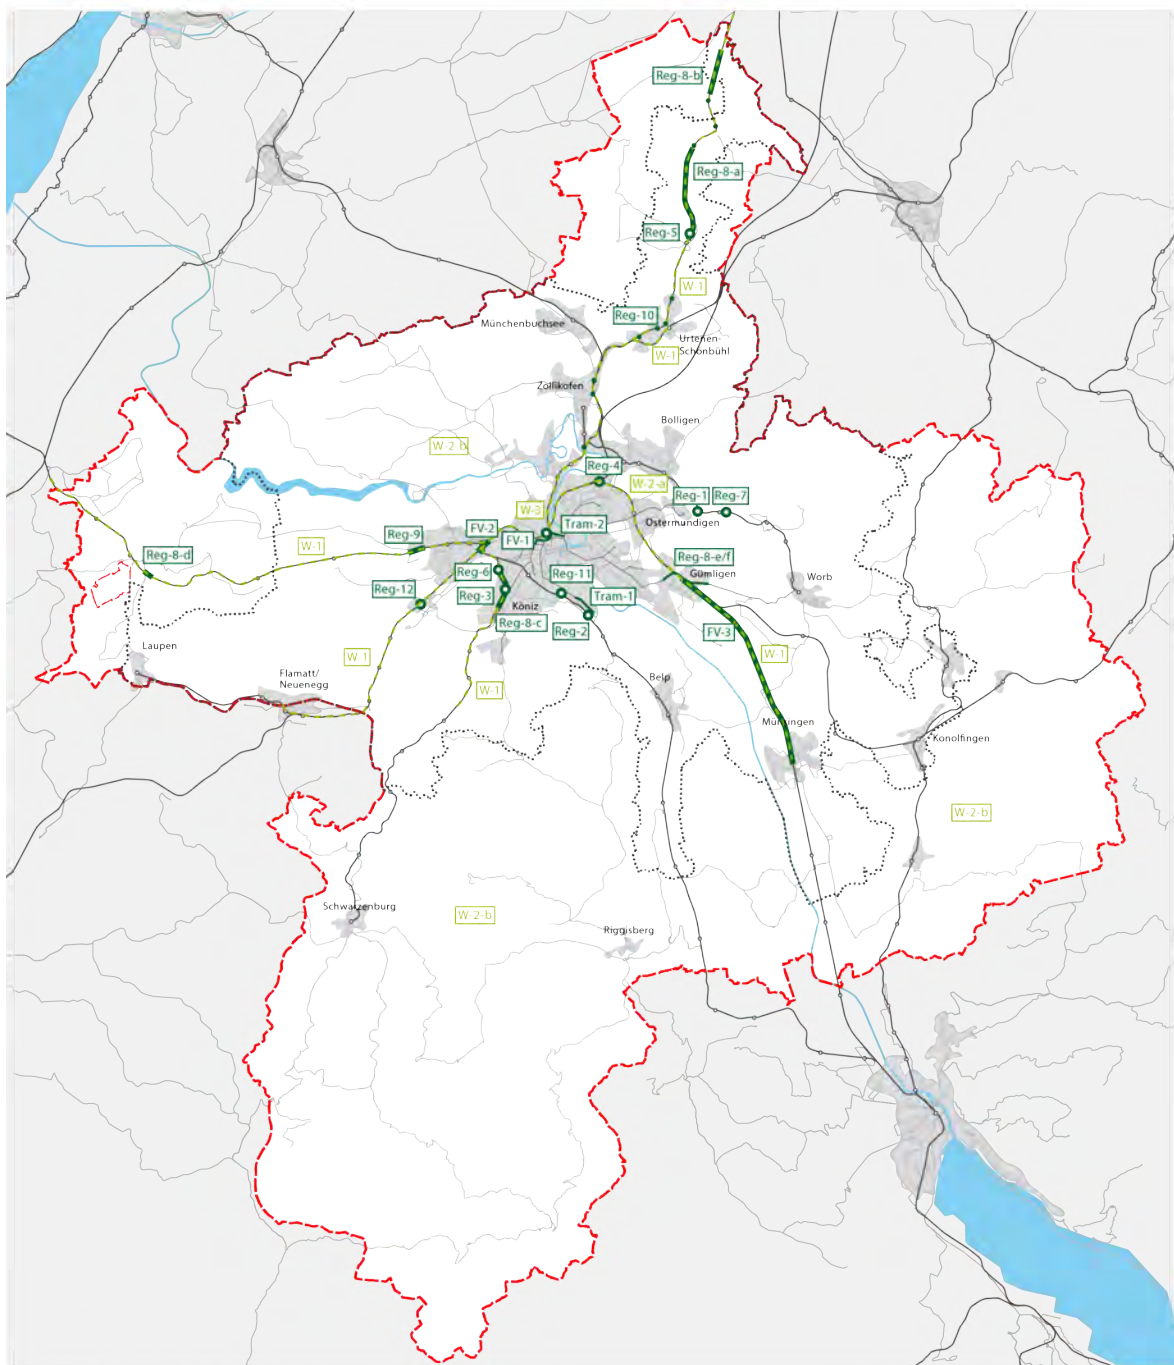 Reg-8-b
Reg-8-a
Reg-5
W-1
Reg-10
Münchenbuchsee
Urtenen-
Schönbühl
W-1
Zollikofen
Bolligen
W-2-b
Reg-4
W-2-a
Reg-1
Reg-7
W-3
Ostermundigen
Tram-2
FV-2
FV-1
Reg-9
W-1
Reg-8-d
Reg-8-e/f
Gümligen
Reg-6
Reg-11
Worb
Reg-12
Reg-3
Tram-1
Köniz
Reg-8-c
Reg-2
FV-3
Laupen
W-1
W-1
Flamatt/
Neuenegg
Belp
W-1
Münsingen
Konolfingen
W-2-b
Schwarzenburg
W-2-b
Riggisberg